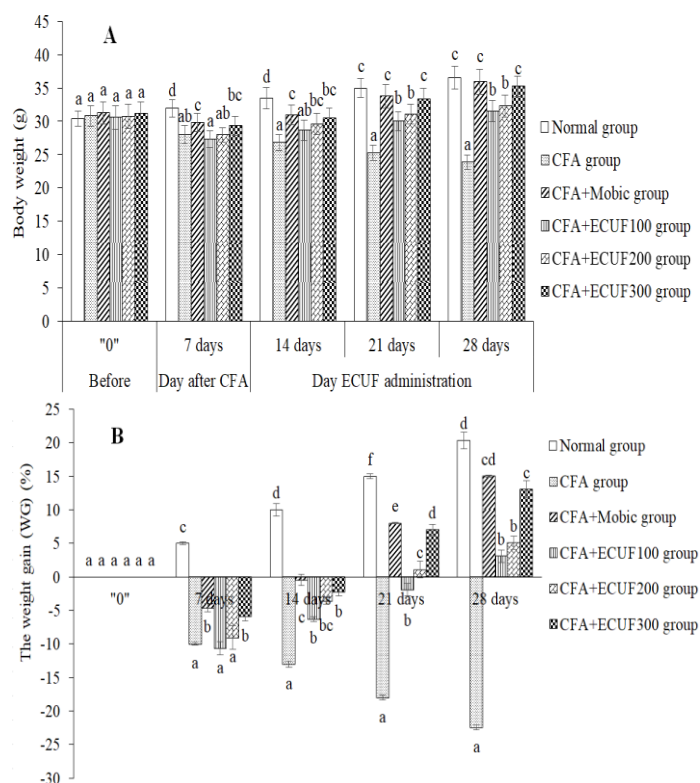 A
Body weight (g)
45
40
35
30
25
20
15
10
5
0
a a a a a a
d ab c a ab bc
c a c ab bc bc
c a c b b c
c a c b b c
"0" 7 days 14 days 21 days 28 days
Before Day after CFA Day ECUF administration
Normal group
CFA group
CFA+Mobic group
CFA+ECUF100 group
CFA+ECUF200 group
CFA+ECUF300 group
B
The weight gain (WG) (%)
25
20
15
10
5
0
-5
-10
-15
-20
-25
-30
a a a a a a
c a b a a b
d a c b bc b
f a e b c d
d a cd b b c
"0" 7 days 14 days 21 days 28 days
Normal group
CFA group
CFA+Mobic group
CFA+ECUF100 group
CFA+ECUF200 group
CFA+ECUF300 group